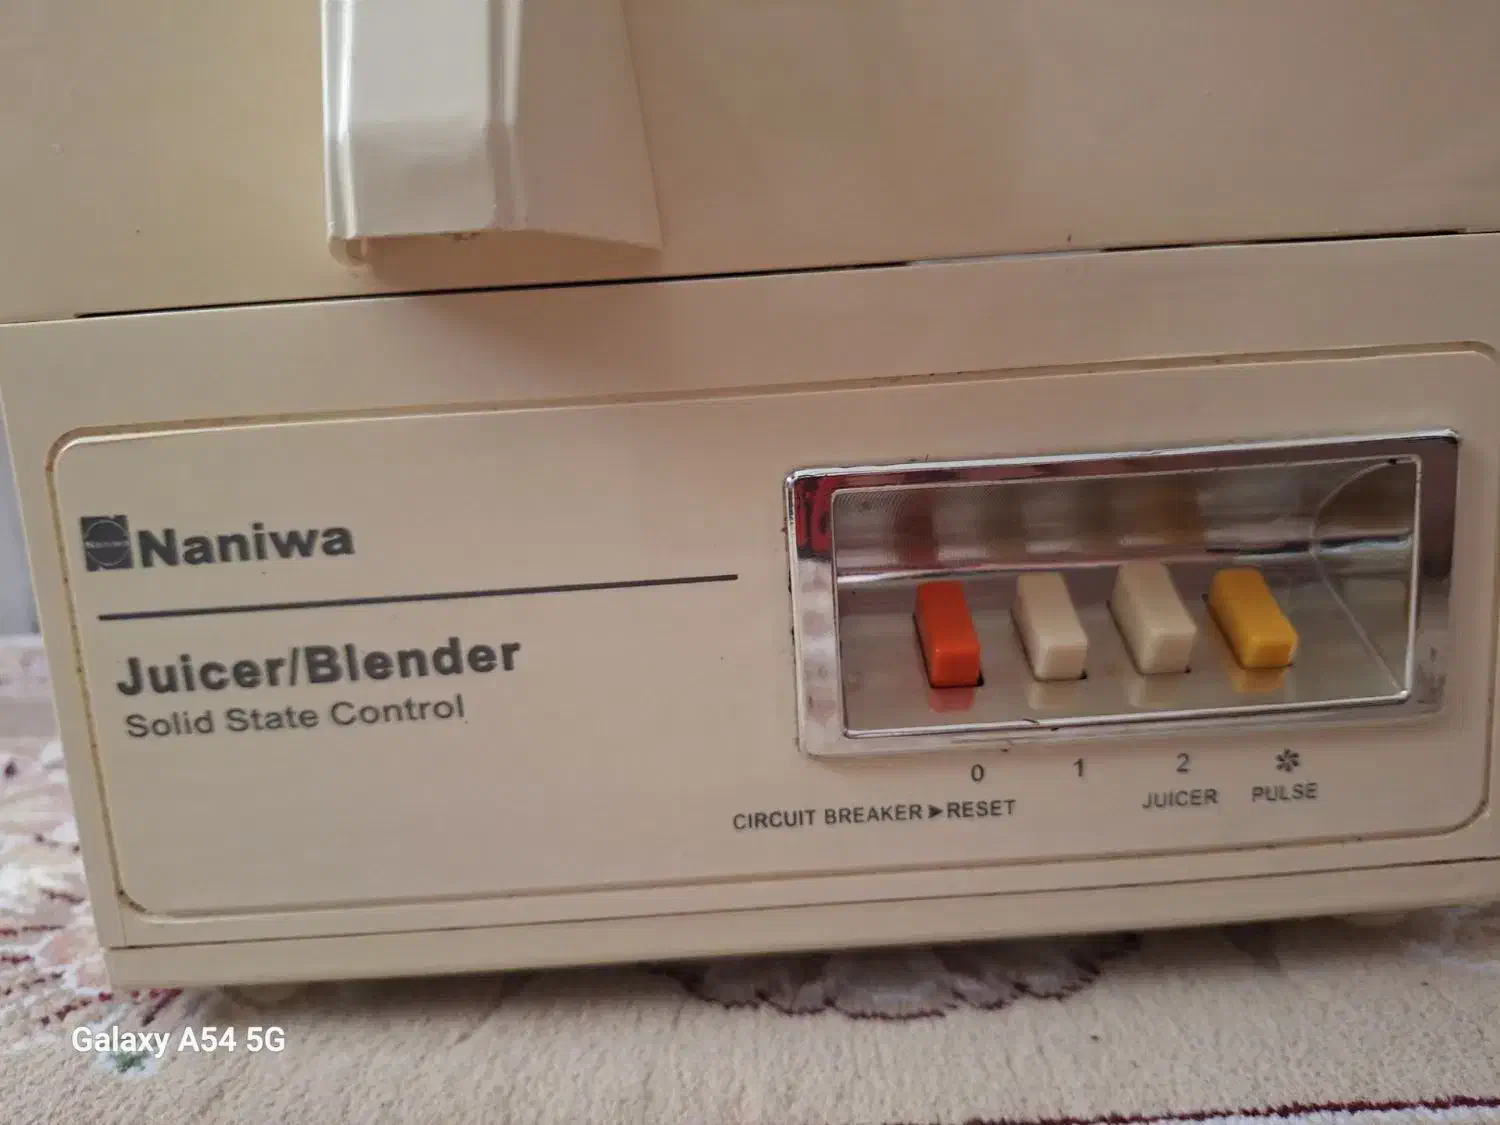 Naniwa
Juicer/Blender
Solid State Control
0 1 2 ✼
CIRCUIT BREAKER ▶ RESET JUICER PULSE
Galaxy A54 5G